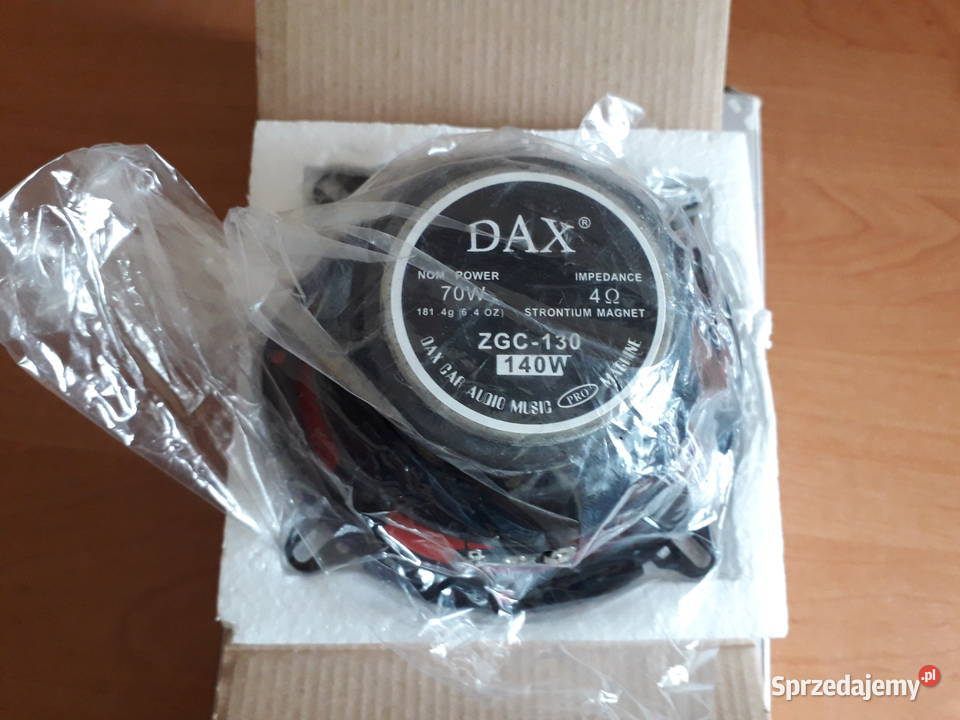 DAX®
NOM. POWER
70W
181.4g (6.4 OZ)
IMPEDANCE
4Ω
STRONTIUM MAGNET
ZGC-130
140W
DAX CAR AUDIO MUSIC PRO' MACHINE
Sprzedajemy.pl